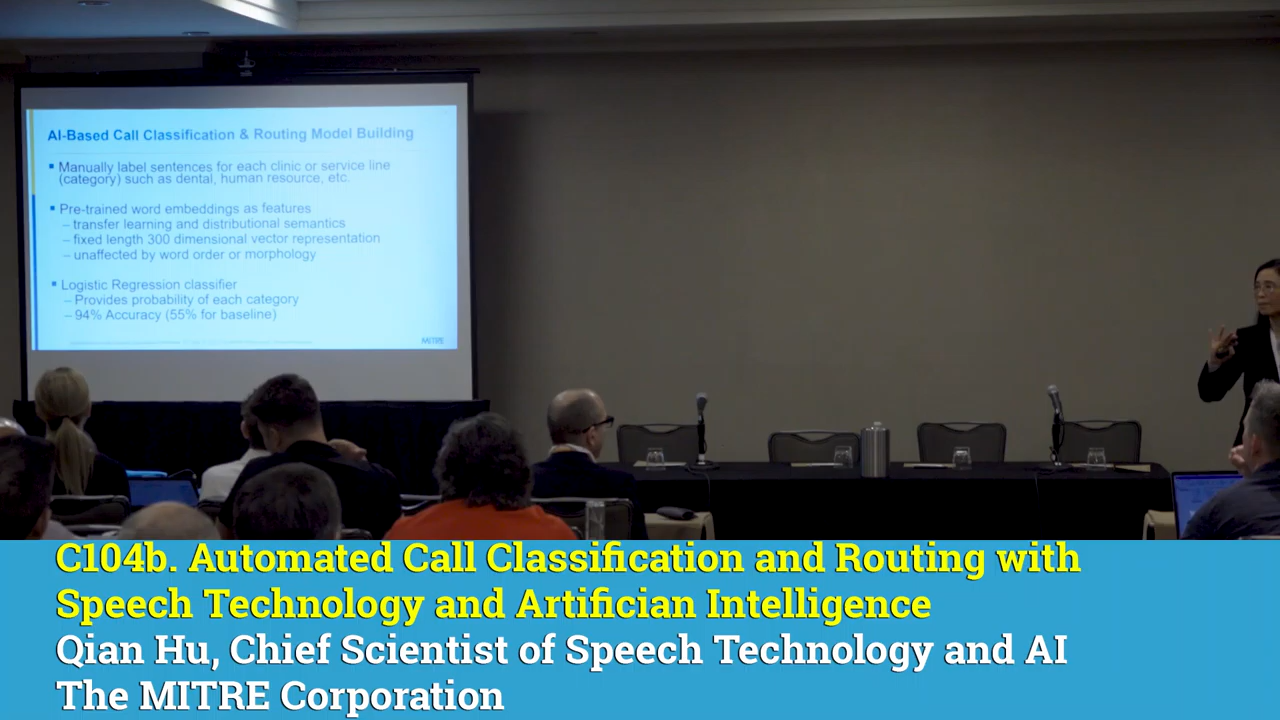 AI-Based Call Classification & Routing Model Building
▪ Manually label sentences for each clinic or service line
(category) such as dental, human resource, etc.
▪ Pre-trained word embeddings as features
– transfer learning and distributional semantics
– fixed length 300 dimensional vector representation
– unaffected by word order or morphology
▪ Logistic Regression classifier
– Provides probability of each category
– 94% Accuracy (55% for baseline)
MITRE
C104b. Automated Call Classification and Routing with
Speech Technology and Artifician Intelligence
Qian Hu, Chief Scientist of Speech Technology and AI
The MITRE Corporation